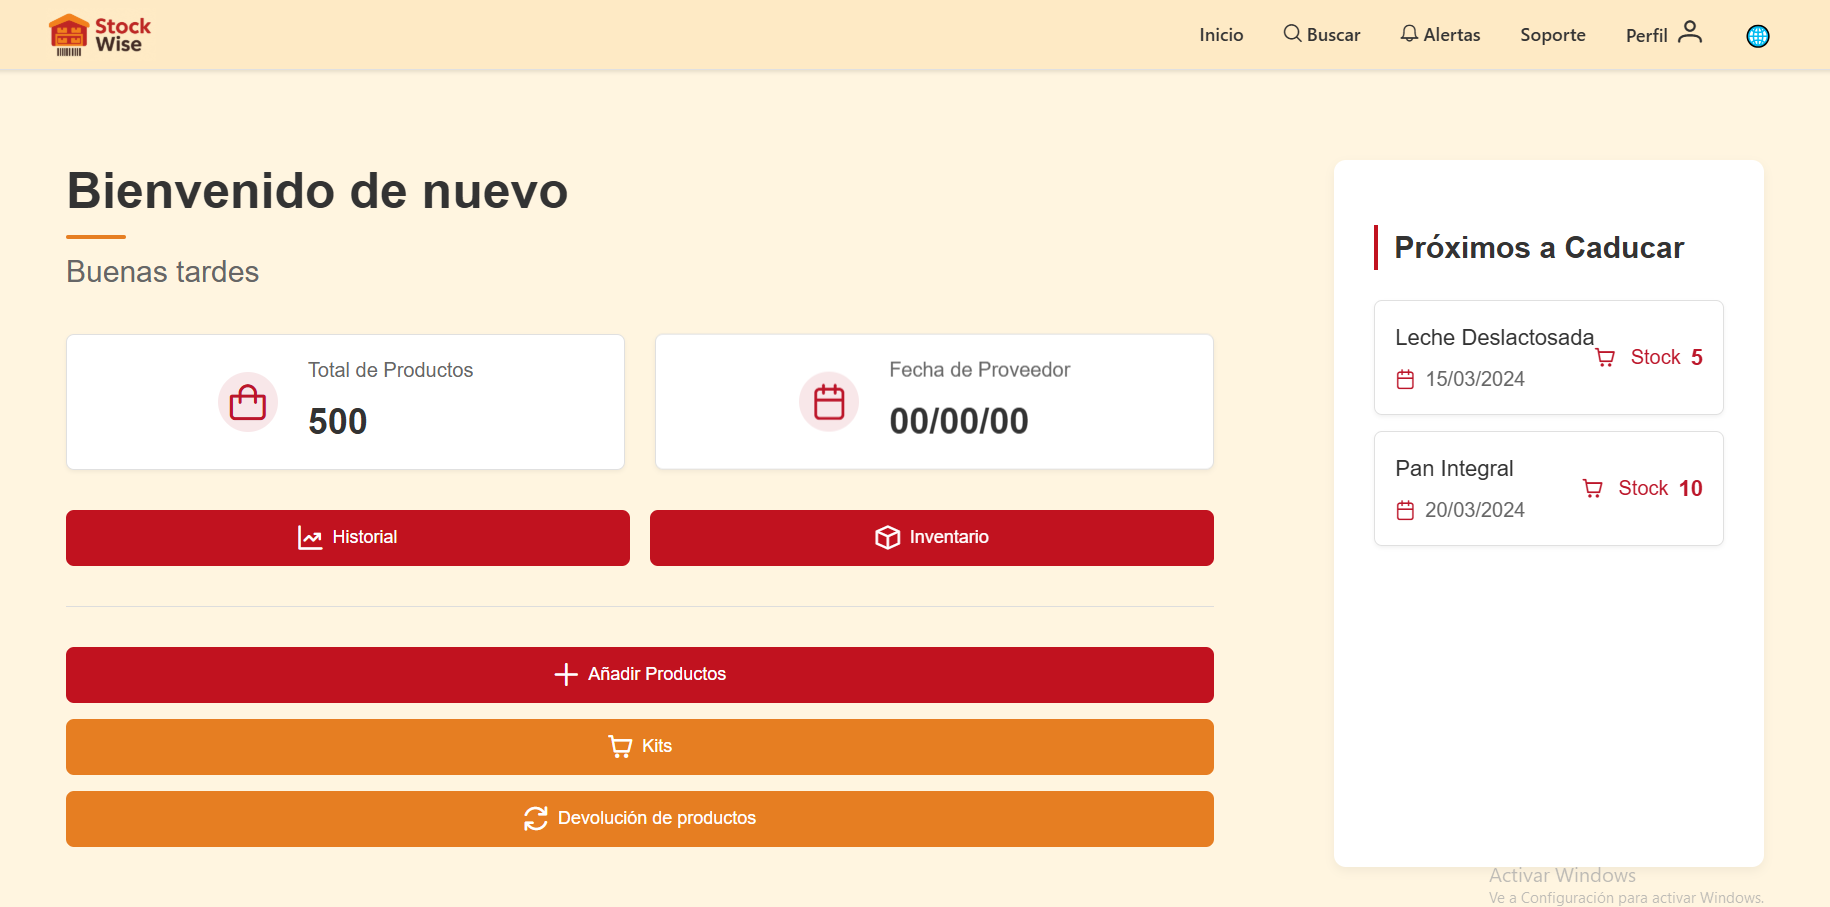 Stock
Wise
Inicio
Buscar
Alertas
Soporte
Perfil
Bienvenido de nuevo
Buenas tardes
Total de Productos
500
Fecha de Proveedor
00/00/00
Historial
Inventario
Añadir Productos
Kits
Devolución de productos
Próximos a Caducar
Leche Deslactosada
15/03/2024
Stock 5
Pan Integral
20/03/2024
Stock 10
Activar Windows
Ve a Configuración para activar Windows.